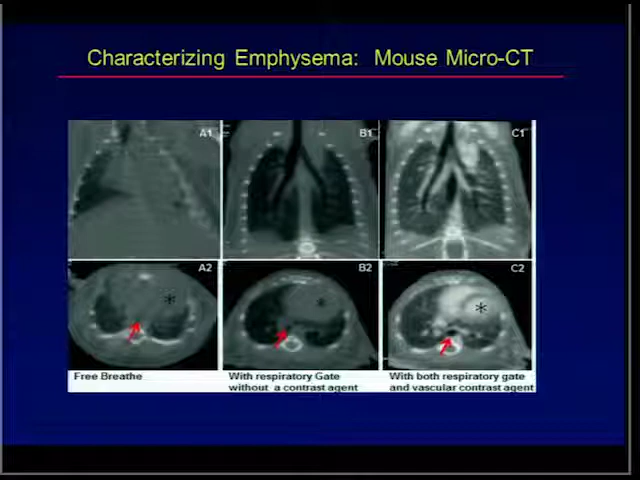 Characterizing Emphysema: Mouse Micro-CT
A1
B1
C1
A2
B2
C2
*
*
*
Free Breathe
With respiratory Gate
without a contrast agent
With both respiratory gate
and vascular contrast agent